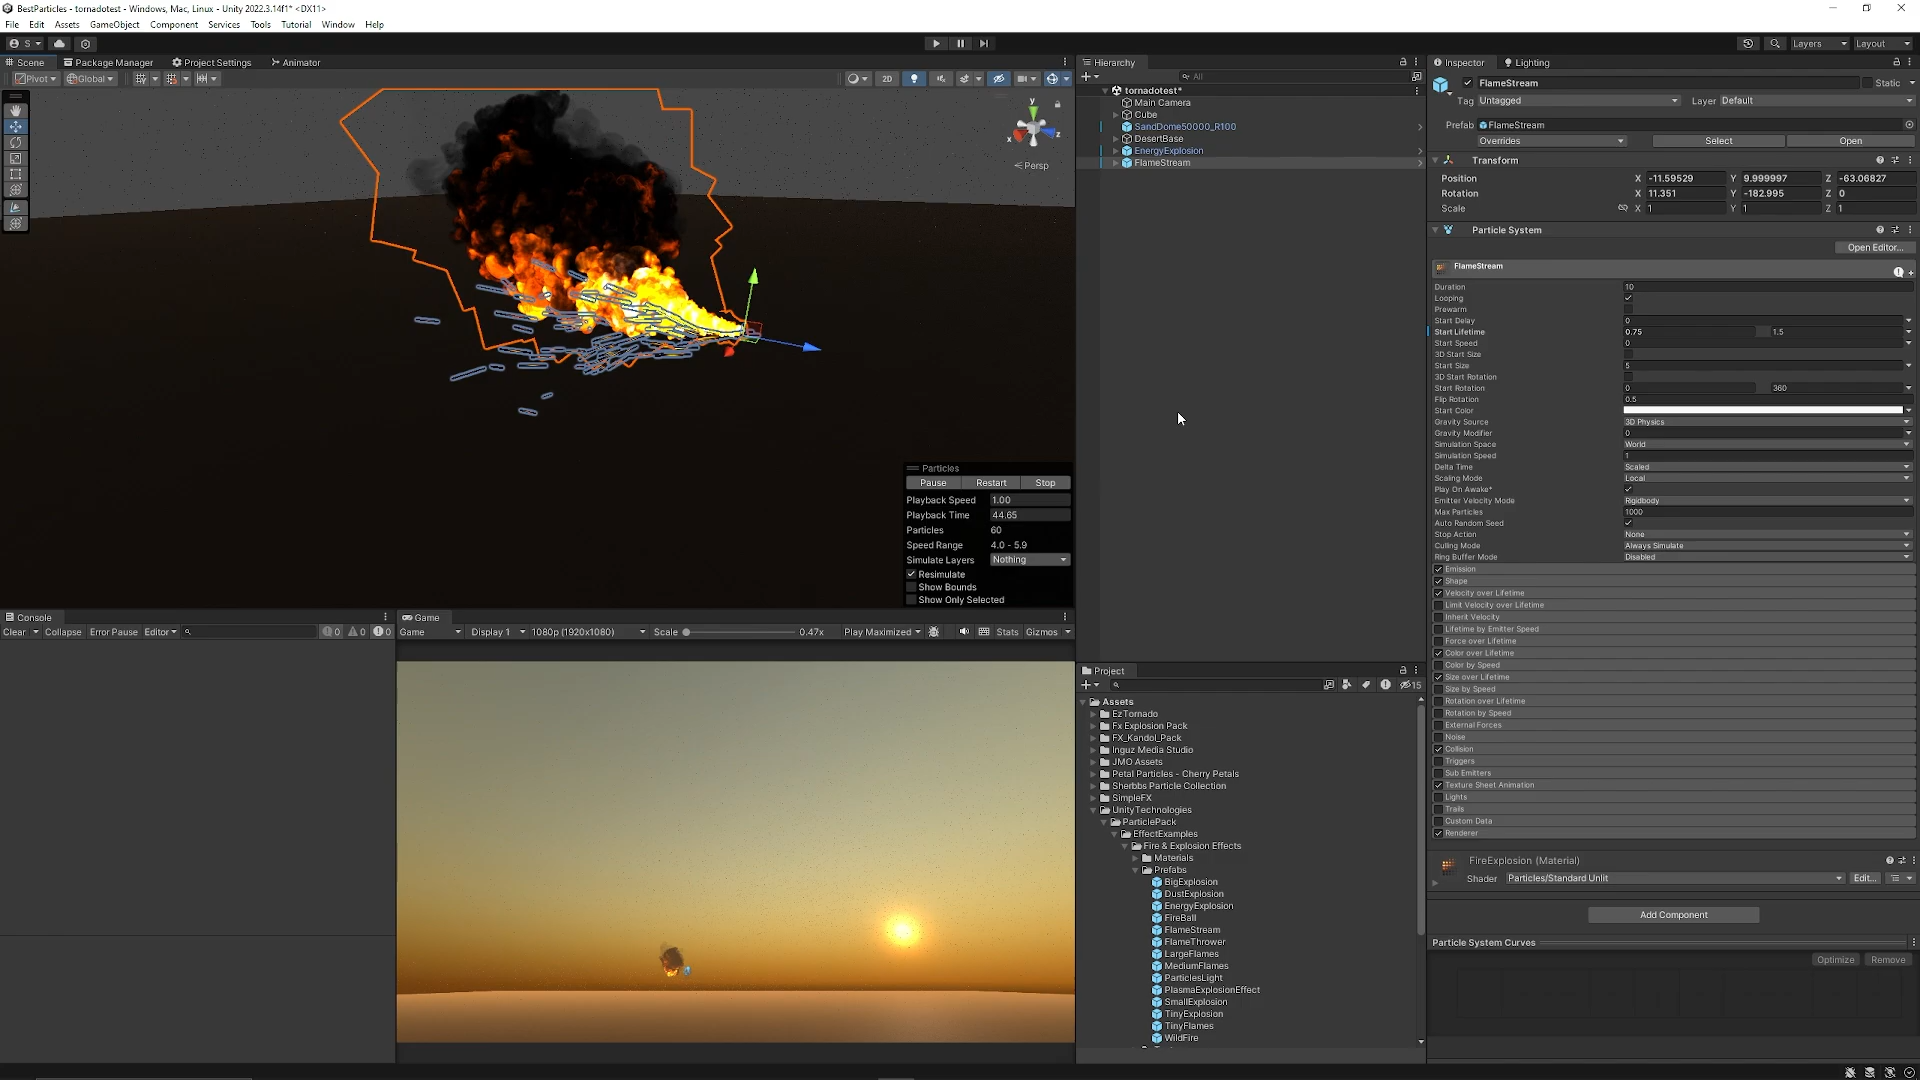 BestParticles - tornadotest - Windows, Mac, Linux - Unity 2022.3.14f1* <DX11>
File Edit Assets GameObject Component Services Tools Tutorial Window Help
S
Layers Layout
Scene Package Manager Project Settings Animator
Pivot Global 2D
y
x z
Persp
Particles
Pause Restart Stop
Playback Speed 1.00
Playback Time 44.65
Particles 60
Speed Range 4.0 - 5.9
Simulate Layers Nothing
Resimulate
Show Bounds
Show Only Selected
Console
Clear Collapse Error Pause Editor 0 0 0
Game
Game Display 1 1080p (1920x1080) Scale 0.47x Play Maximized Stats Gizmos
Hierarchy
All
tornadotest*
Main Camera
Cube
SandDome50000_R100
DesertBase
EnergyExplosion
FlameStream
Project
15
Assets
EzTornado
Fx Explosion Pack
FX_Kandol_Pack
Inguz Media Studio
JMO Assets
Petal Particles - Cherry Petals
Sherbbs Particle Collection
SimpleFX
UnityTechnologies
ParticlePack
EffectExamples
Fire & Explosion Effects
Materials
Prefabs
BigExplosion
DustExplosion
EnergyExplosion
FireBall
FlameStream
FlameThrower
LargeFlames
MediumFlames
ParticlesLight
PlasmaExplosionEffect
SmallExplosion
TinyExplosion
TinyFlames
WildFire
Inspector Lighting
FlameStream Static
Tag Untagged Layer Default
Prefab FlameStream
Overrides Select Open
Transform
Position X -11.59529 Y 9.999997 Z -63.06827
Rotation X 11.351 Y -182.995 Z 0
Scale X 1 Y 1 Z 1
Particle System
Open Editor...
FlameStream
Duration 10
Looping
Prewarm
Start Delay 0
Start Lifetime 0.75 1.5
Start Speed 0
3D Start Size
Start Size 5
3D Start Rotation
Start Rotation 0 360
Flip Rotation 0.5
Start Color
Gravity Source 3D Physics
Gravity Modifier 0
Simulation Space World
Simulation Speed 1
Delta Time Scaled
Scaling Mode Local
Play On Awake*
Emitter Velocity Mode Rigidbody
Max Particles 1000
Auto Random Seed
Stop Action None
Culling Mode Always Simulate
Ring Buffer Mode Disabled
Emission
Shape
Velocity over Lifetime
Limit Velocity over Lifetime
Inherit Velocity
Lifetime by Emitter Speed
Force over Lifetime
Color over Lifetime
Color by Speed
Size over Lifetime
Size by Speed
Rotation over Lifetime
Rotation by Speed
External Forces
Noise
Collision
Triggers
Sub Emitters
Texture Sheet Animation
Lights
Trails
Custom Data
Renderer
FireExplosion (Material)
Shader Particles/Standard Unlit Edit...
Add Component
Particle System Curves
Optimize Remove